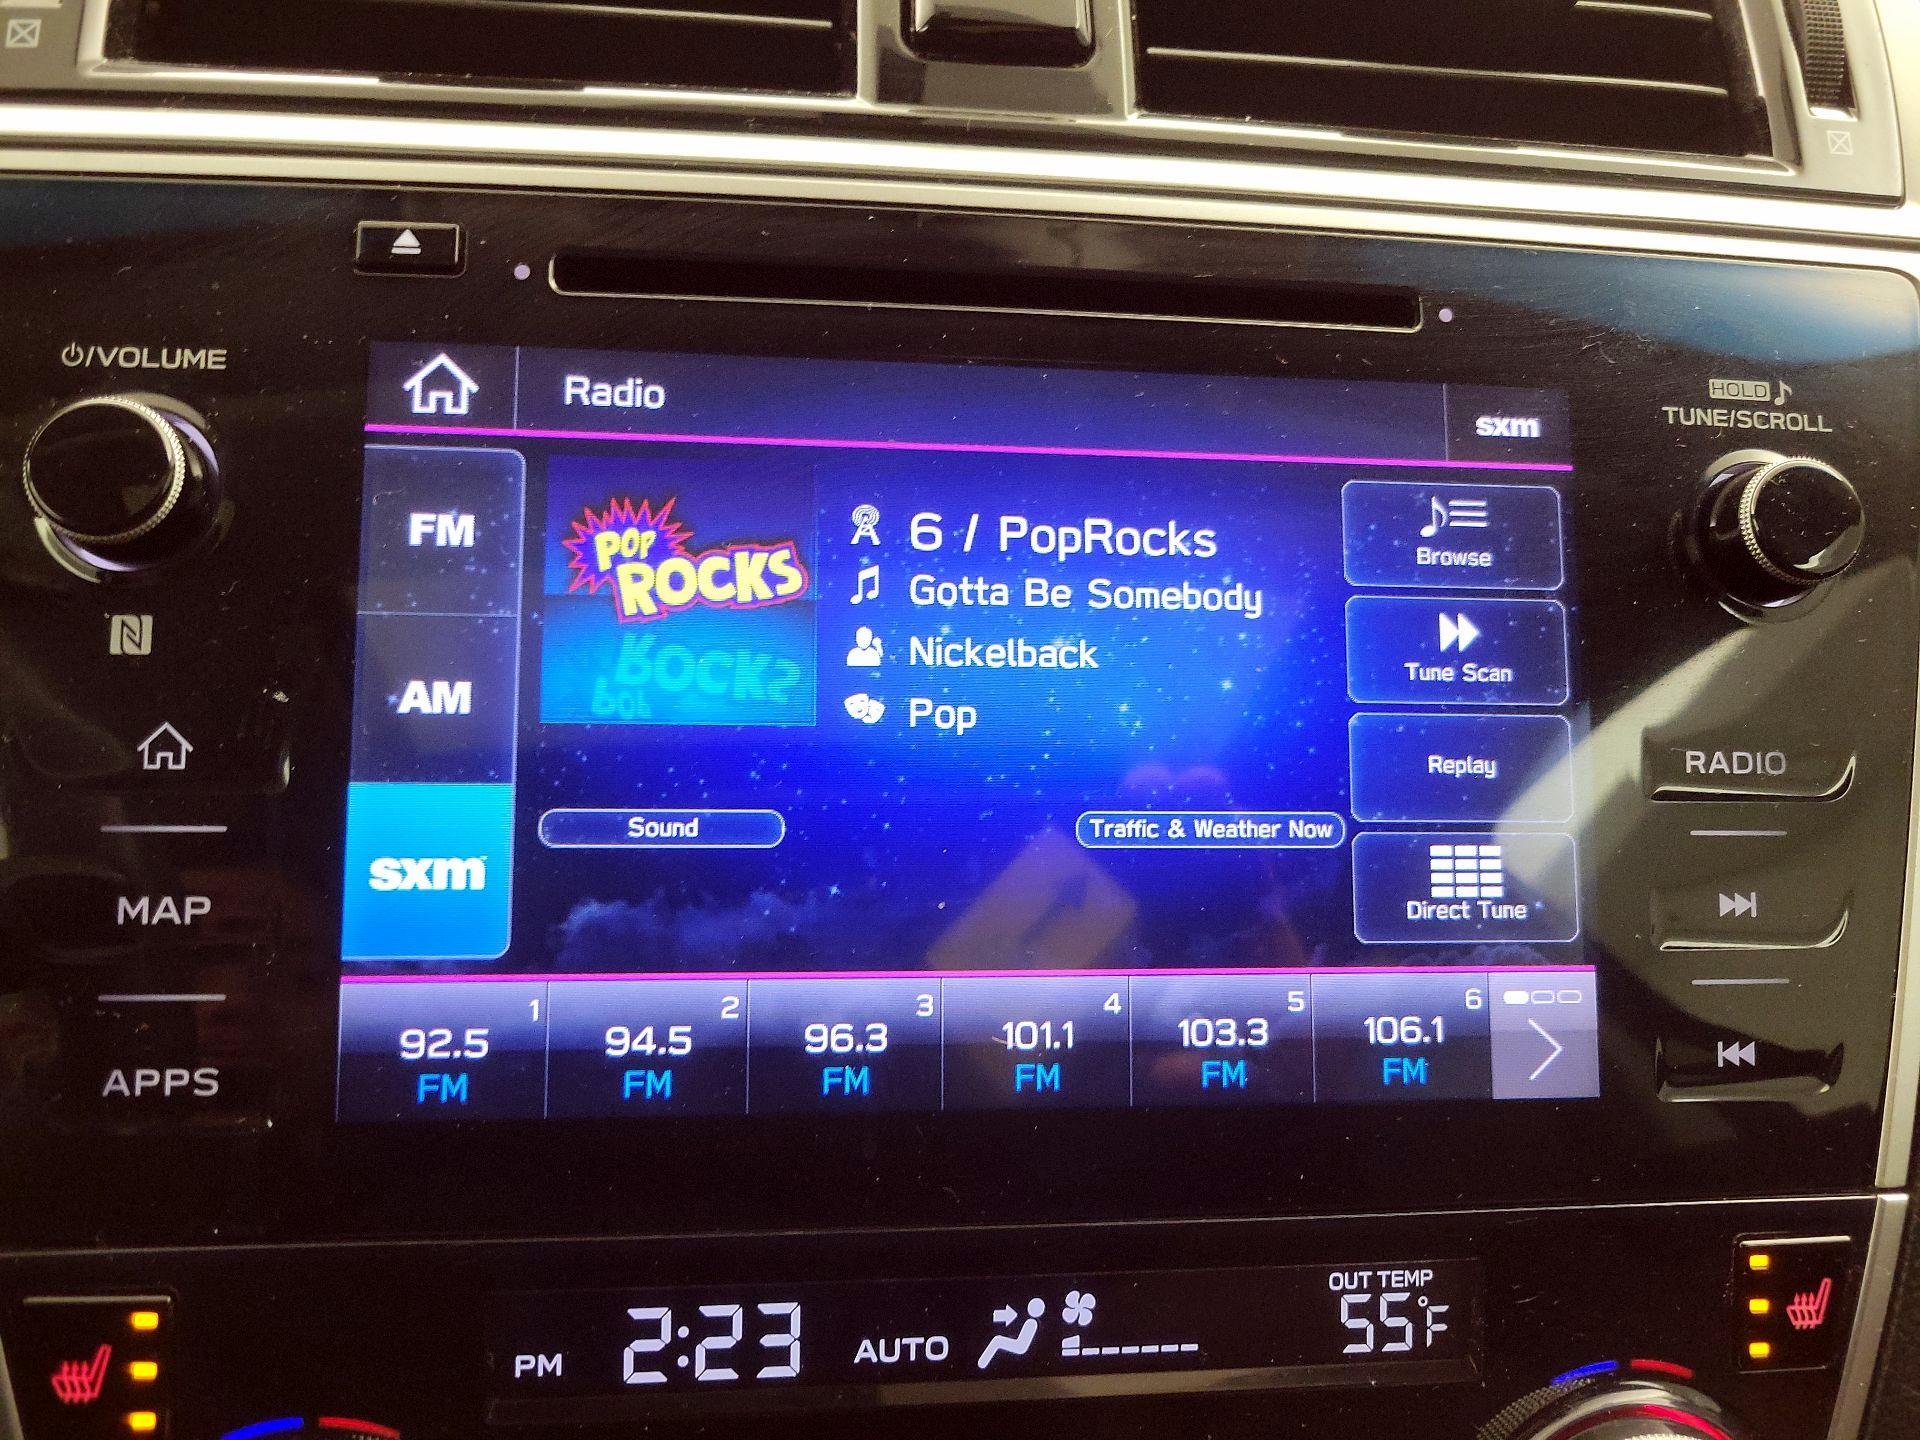 /VOLUME
HOLD
TUNE/SCROLL
Radio
sxm
FM
AM
sxm
POP
ROCKS
6 / PopRocks
Gotta Be Somebody
Nickelback
Pop
Sound
Traffic & Weather Now
Browse
Tune Scan
Replay
Direct Tune
1
92.5
FM
2
94.5
FM
3
96.3
FM
4
101.1
FM
5
103.3
FM
6
106.1
FM
MAP
APPS
RADIO
PM 2:23
AUTO
OUT TEMP
55°F